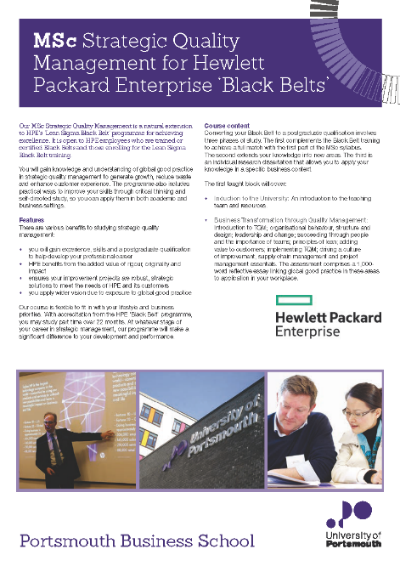 MSc Strategic Quality
Management for Hewlett
Packard Enterprise 'Black Belts'
Our MSc Strategic Quality Management is a natural extension
to HPE's 'Lean Sigma Black Belt' programme for achieving
excellence. It is open to HPE employees who are trained or
certified Black Belts and those enrolling for the Lean Sigma
Black Belt training.
You will gain knowledge and understanding of global good practice
in strategic quality management to generate growth, reduce waste
and enhance customer experience. The programme also includes
practical ways to improve your skills through critical thinking and
self-directed study, so you can apply them in both academic and
business settings.
Features
There are various benefits to studying strategic quality
management:
• you will gain experience, skills and a postgraduate qualification
to help develop your professional career
• HPE benefits from the added value of rigour, originality and
impact
• ensures your improvement projects are robust, strategic
solutions to meet the needs of HPE and its customers
• you apply wider vision due to exposure to global good practice
Our course is flexible to fit in with your lifestyle and business
priorities. With accreditation from the HPE 'Black Belt' programme,
you may study part time over 22 months. At whatever stage of
your career in strategic management, our programme will make a
significant difference to your development and performance.
Course content
Converting your Black Belt to a postgraduate qualification involves
three phases of study. The first complements the Black Belt training
to achieve a full match with the first part of the MSc syllabus.
The second extends your knowledge into new areas. The third is
an individual research dissertation that allows you to apply your
knowledge in a specific business context.
The first taught block will cover:
• Induction to the University: An introduction to the teaching
team and resources
• Business Transformation through Quality Management:
Introduction to TQM; organisational behaviour, structure and
design; leadership and change; succeeding through people
and the importance of teams; principles of lean; adding
value to customers; implementing TQM; driving a culture
of improvement; supply chain management and project
management essentials. The assessment comprises a 1,000
word reflective essay linking global good practice in these areas
to application in your workplace.
Hewlett Packard
Enterprise
University of
Portsmouth
Portsmouth Business School
University of
Portsmouth